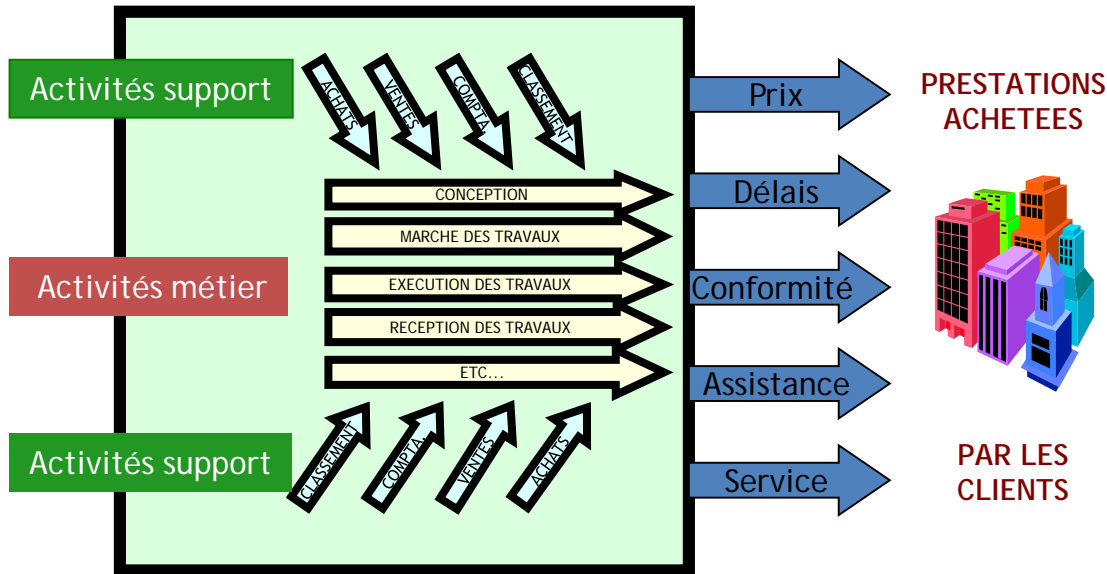 Activités support
ACHATS
VENTES
COMPTA.
CLASSEMENT
Prix
PRESTATIONS
ACHETEES
CONCEPTION
Délais
MARCHE DES TRAVAUX
Activités métier
EXECUTION DES TRAVAUX
Conformité
RECEPTION DES TRAVAUX
ETC...
Assistance
Activités support
CLASSEMENT
COMPTA.
VENTES
ACHATS
Service
PAR LES
CLIENTS